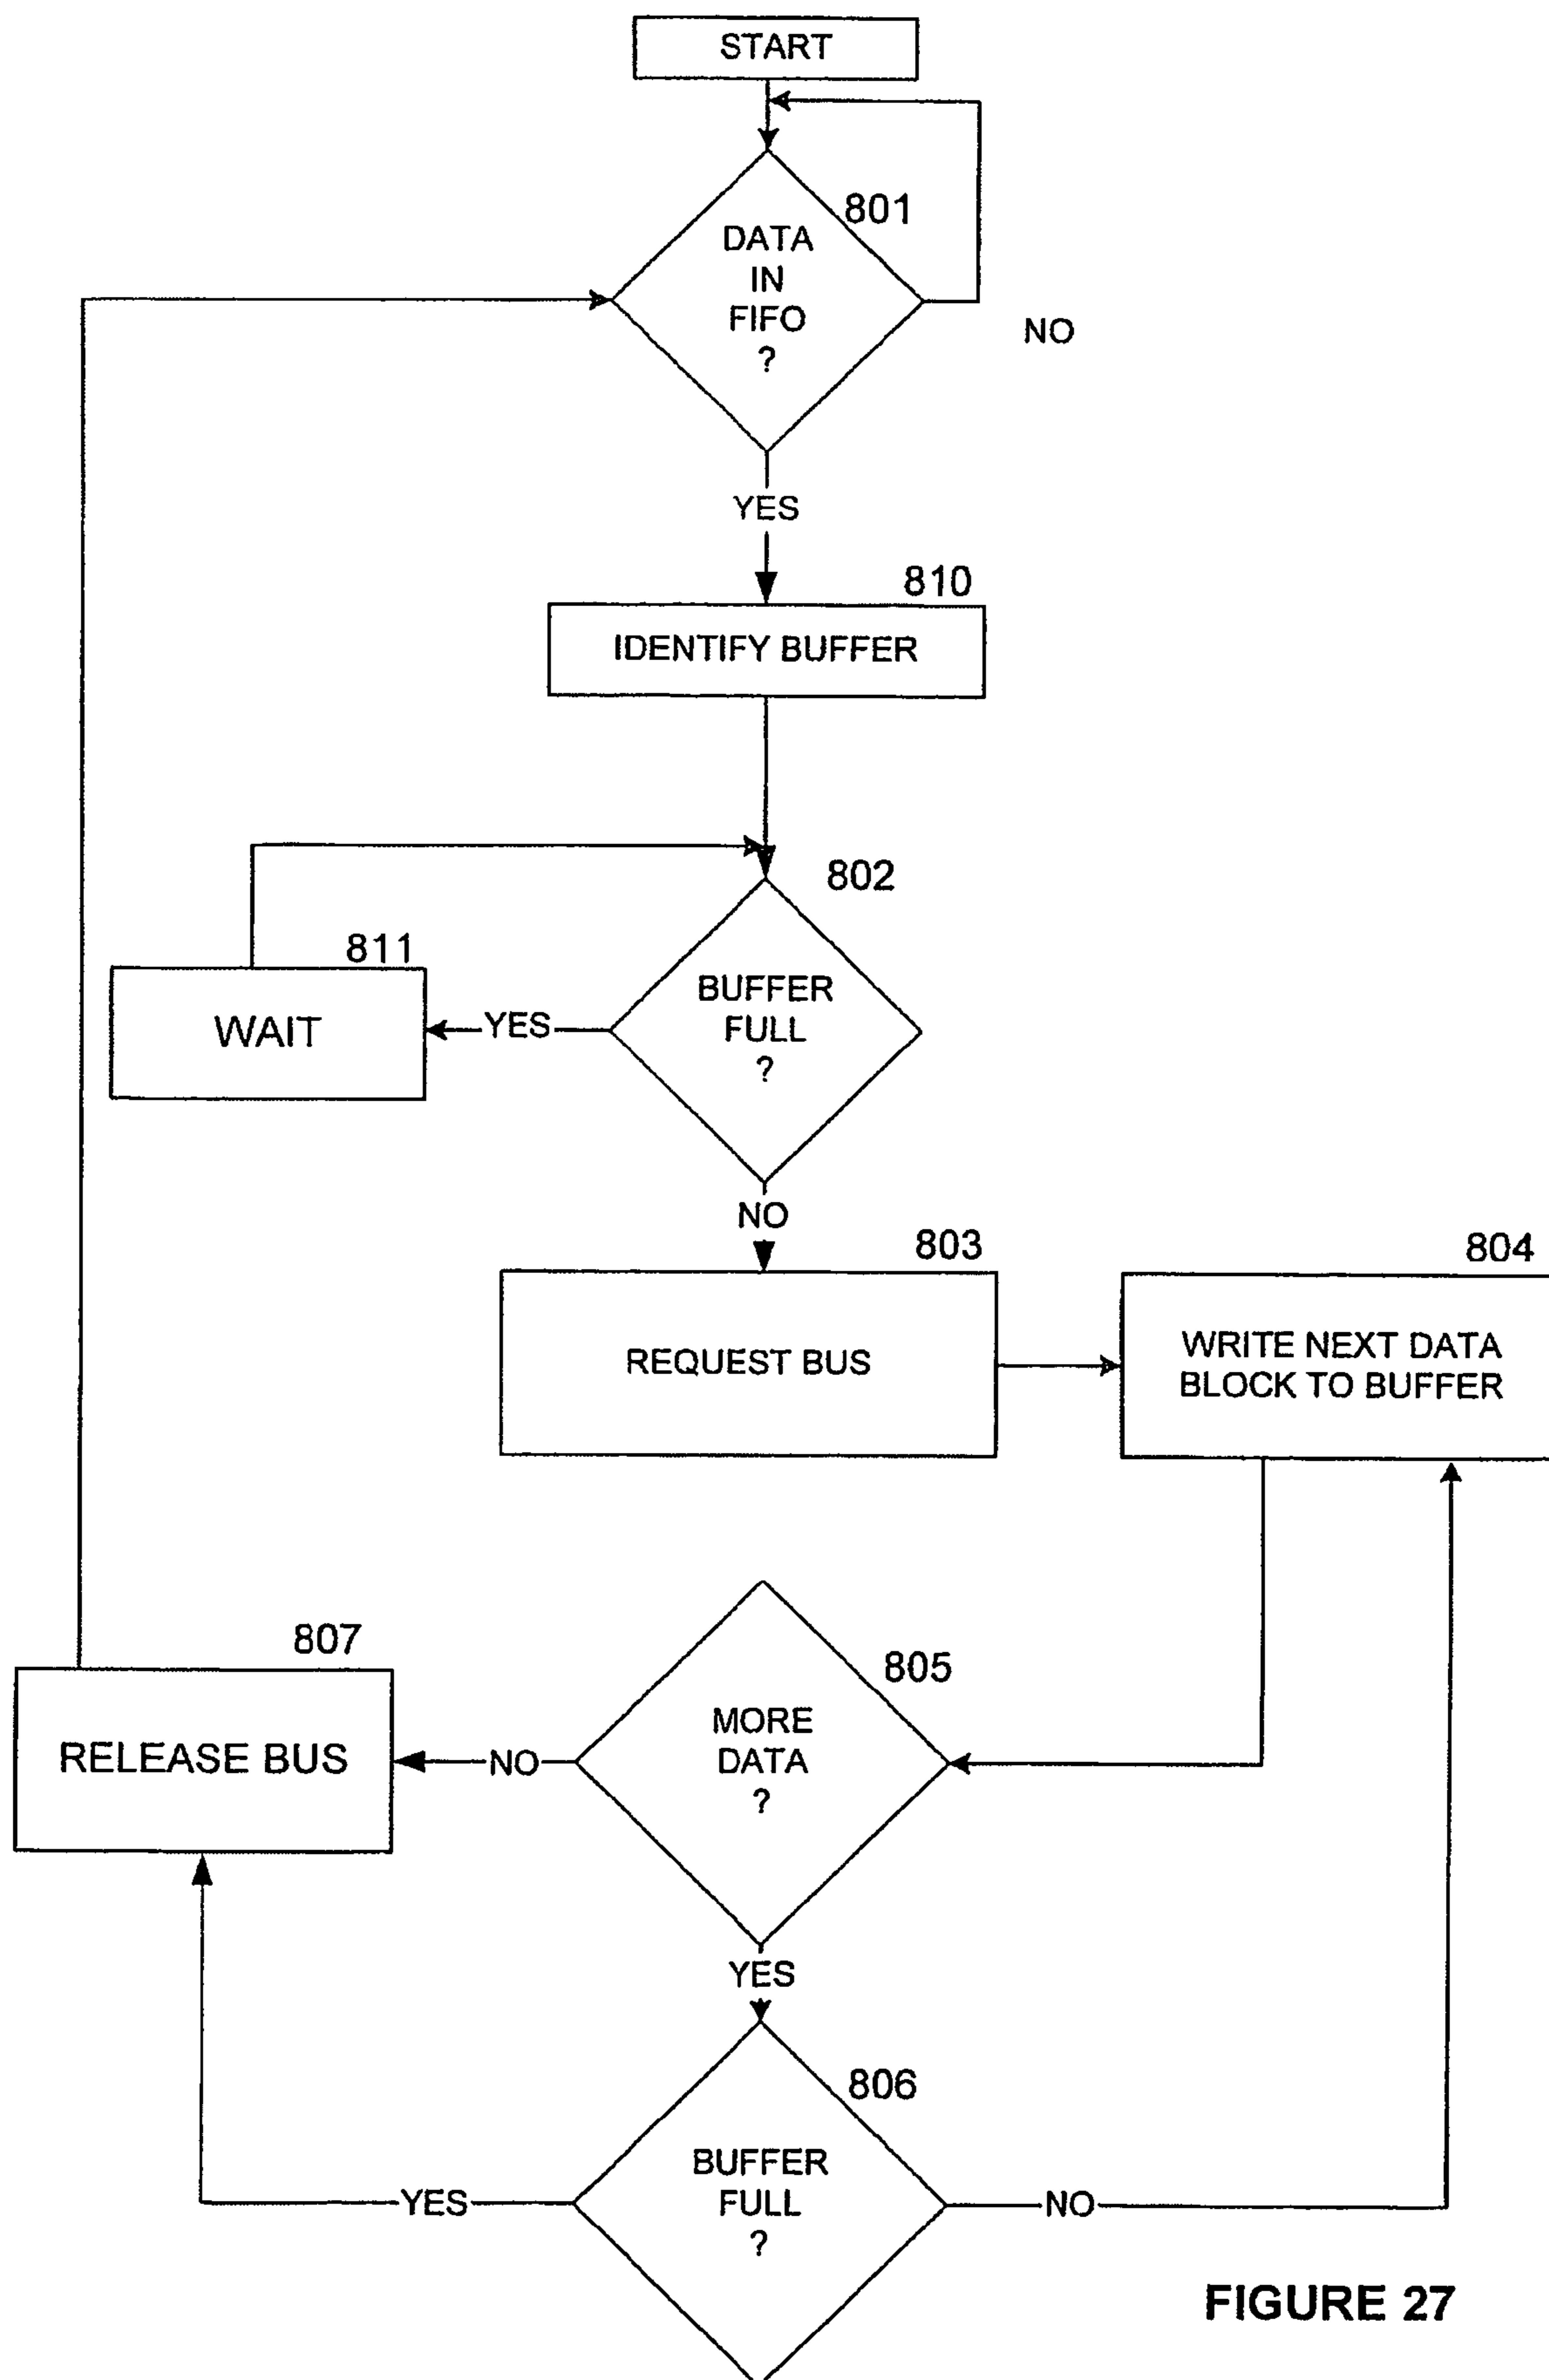 START
801
DATA
IN
FIFO
?
NO
YES
810
IDENTIFY BUFFER
802
811
BUFFER
FULL
?
WAIT
YES
NO
803
804
REQUEST BUS
WRITE NEXT DATA
BLOCK TO BUFFER
807
805
MORE
DATA
?
RELEASE BUS
NO
YES
806
BUFFER
FULL
?
YES
NO
FIGURE 27